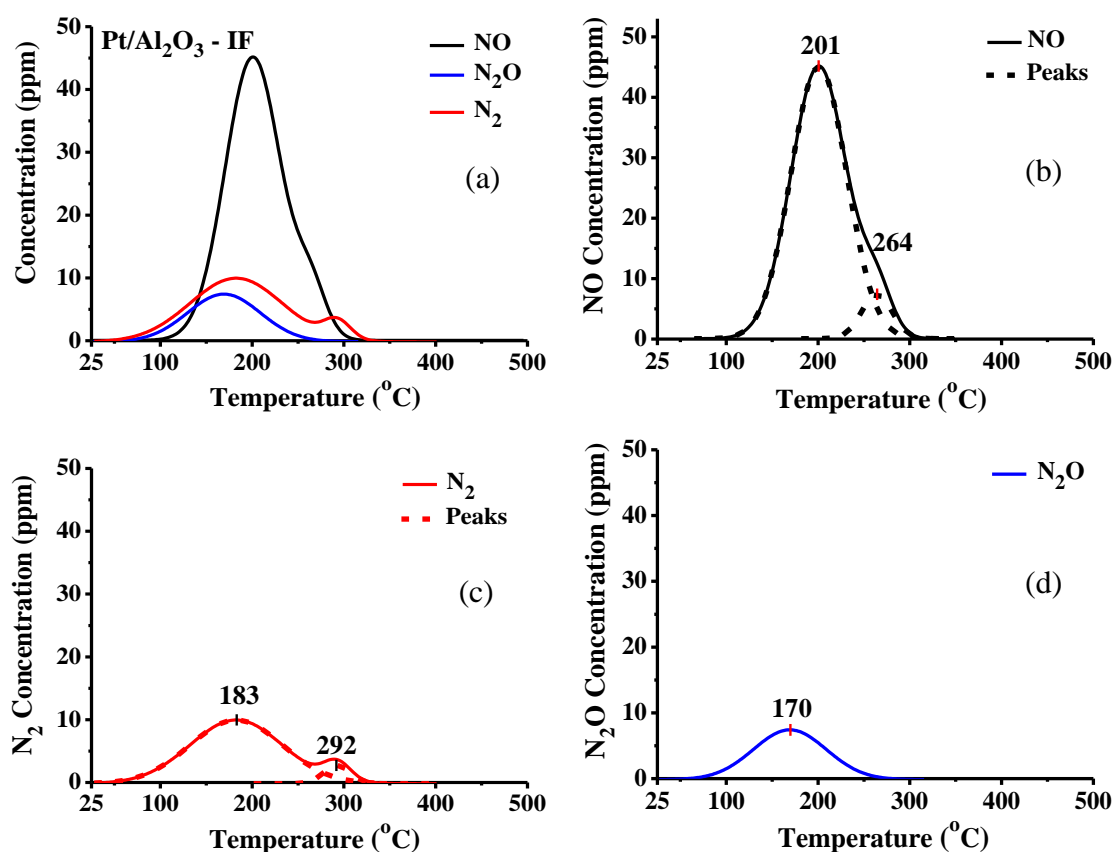 Pt/Al₂O₃ - IF
NO
N₂O
N₂
(a)
Concentration (ppm)
50
40
30
20
10
0
25 100 200 300 400 500
Temperature (°C)
201
NO
Peaks
264
(b)
NO Concentration (ppm)
50
40
30
20
10
0
25 100 200 300 400 500
Temperature (°C)
N₂
Peaks
183
292
(c)
N₂ Concentration (ppm)
50
40
30
20
10
0
25 100 200 300 400 500
Temperature (°C)
N₂O
170
(d)
N₂O Concentration (ppm)
50
40
30
20
10
0
25 100 200 300 400 500
Temperature (°C)